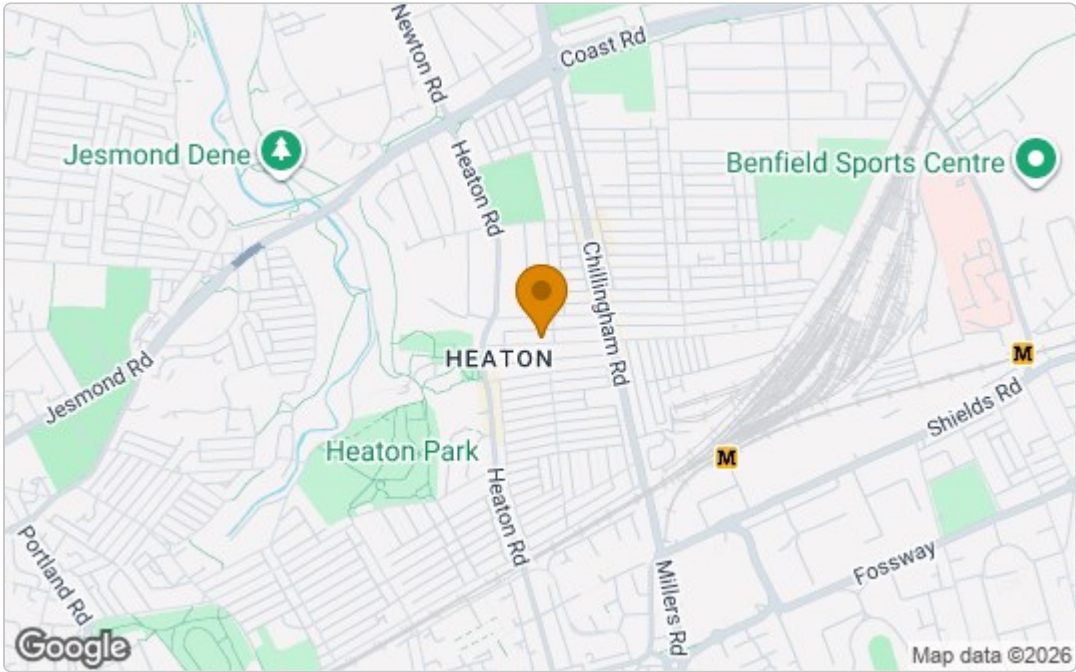 Newton Rd
Coast Rd
Jesmond Dene
Heaton Rd
Benfield Sports Centre
Chillingham Rd
HEATON
M
Jesmond Rd
Shields Rd
Heaton Park
M
Heaton Rd
Portland Rd
Millers Rd
Fossway
Google
Map data ©2026